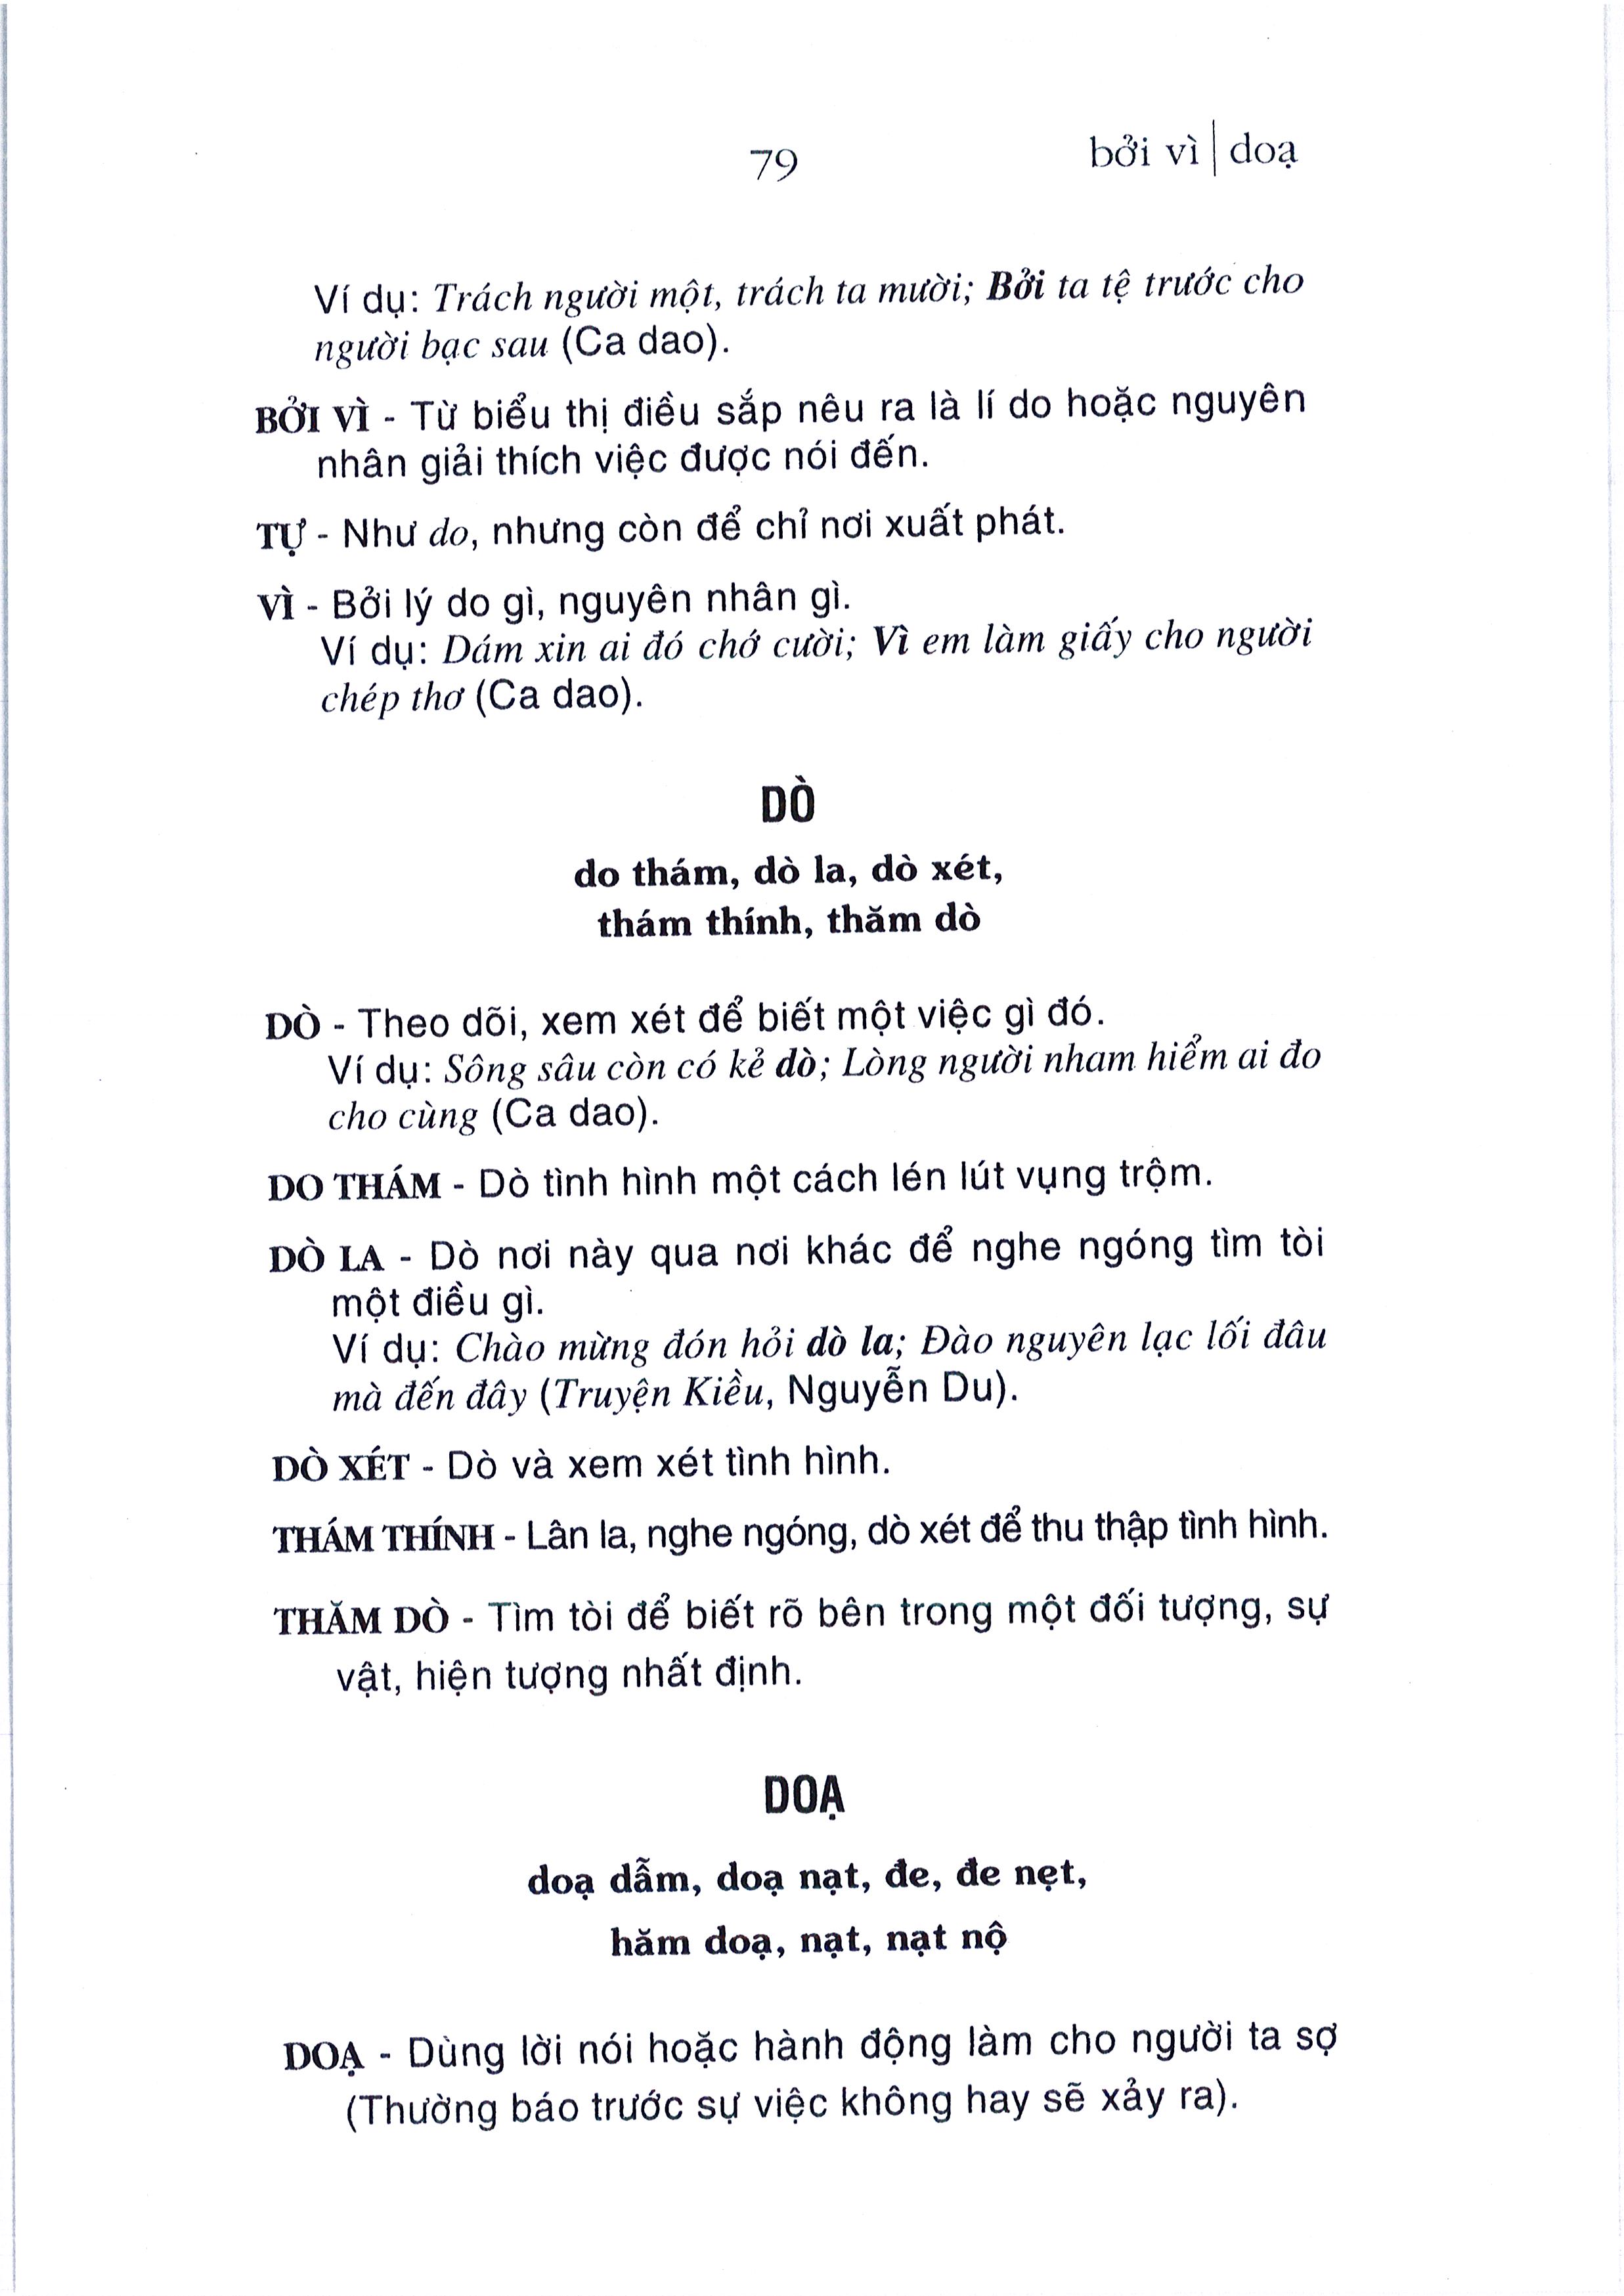 79
bởi vì | doạ
Ví dụ: Trách người một, trách ta mười; Bởi ta tệ trước cho
người bạc sau (Ca dao).
BỞI VÌ - Từ biểu thị điều sắp nêu ra là lí do hoặc nguyên
nhân giải thích việc được nói đến.
TỰ - Như do, nhưng còn để chỉ nơi xuất phát.
VÌ - Bởi lý do gì, nguyên nhân gì.
Ví dụ: Dám xin ai đó chớ cười; Vì em làm giấy cho người
chép thơ (Ca dao).
DÒ
do thám, dò la, dò xét,
thám thính, thăm dò
DÒ - Theo dõi, xem xét để biết một việc gì đó.
Ví dụ: Sông sâu còn có kẻ dò; Lòng người nham hiểm ai đo
cho cùng (Ca dao).
DO THÁM - Dò tình hình một cách lén lút vụng trộm.
DÒ LA - Dò nơi này qua nơi khác để nghe ngóng tìm tòi
một điều gì.
Ví dụ: Chào mừng đón hỏi dò la; Đào nguyên lạc lối đâu
mà đến đây (Truyện Kiều, Nguyễn Du).
DÒ XÉT - Dò và xem xét tình hình.
THÁM THÍNH - Lân la, nghe ngóng, dò xét để thu thập tình hình.
THĂM DÒ - Tìm tòi để biết rõ bên trong một đối tượng, sự
vật, hiện tượng nhất định.
DOẠ
doạ dẫm, doạ nạt, đe, đe nẹt,
hăm doạ, nạt, nạt nộ
DOẠ - Dùng lời nói hoặc hành động làm cho người ta sợ
(Thường báo trước sự việc không hay sẽ xảy ra).